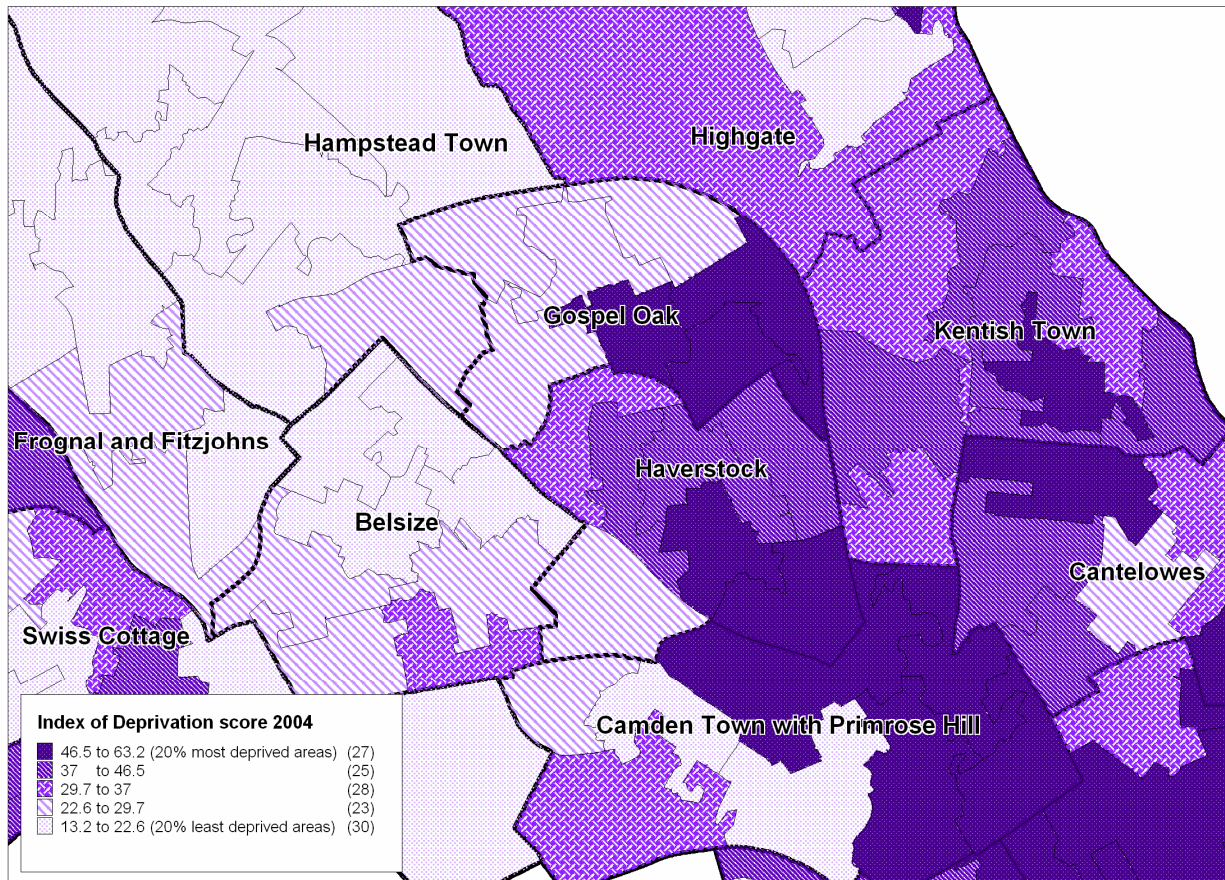 Hampstead Town
Highgate
Gospel Oak
Kentish Town
Frognal and Fitzjohns
Haverstock
Belsize
Cantelowes
Swiss Cottage
Camden Town with Primrose Hill
Index of Deprivation score 2004
46.5 to 63.2 (20% most deprived areas) (27)
37 to 46.5 (25)
29.7 to 37 (28)
22.6 to 29.7 (23)
13.2 to 22.6 (20% least deprived areas) (30)